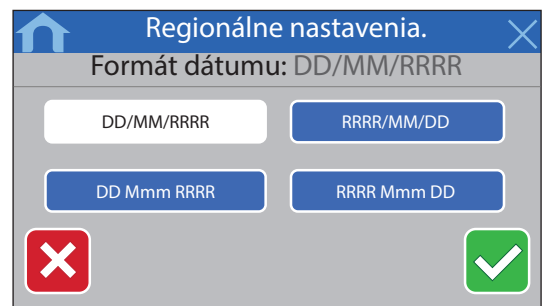 Regionálne nastavenia.
Formát dátumu: DD/MM/RRRR
DD/MM/RRRR
RRRR/MM/DD
DD Mmm RRRR
RRRR Mmm DD